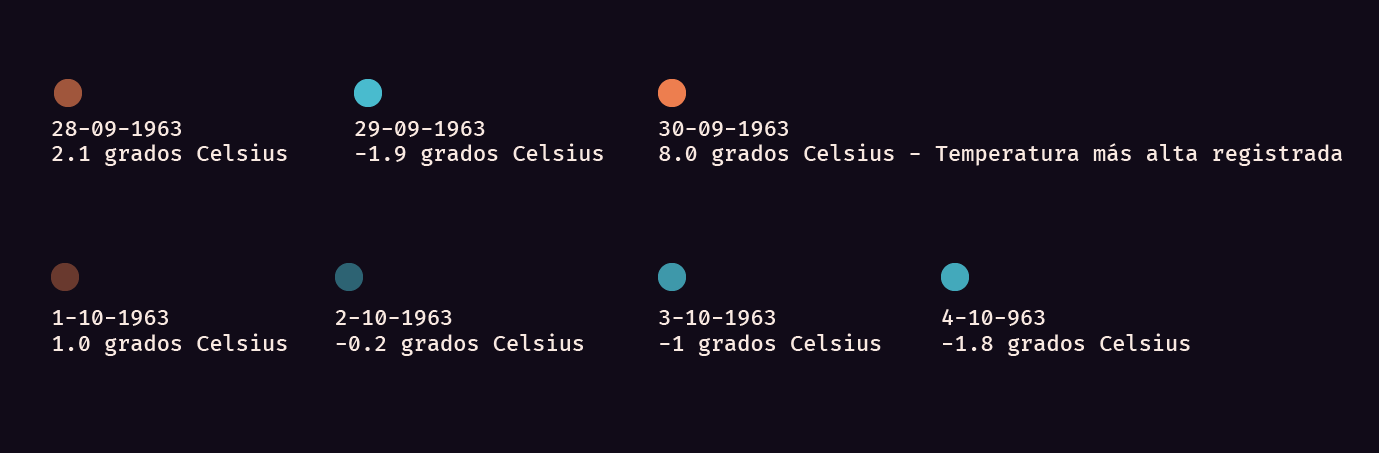 28-09-1963
2.1 grados Celsius
29-09-1963
-1.9 grados Celsius
30-09-1963
8.0 grados Celsius - Temperatura más alta registrada
1-10-1963
1.0 grados Celsius
2-10-1963
-0.2 grados Celsius
3-10-1963
-1 grados Celsius
4-10-963
-1.8 grados Celsius